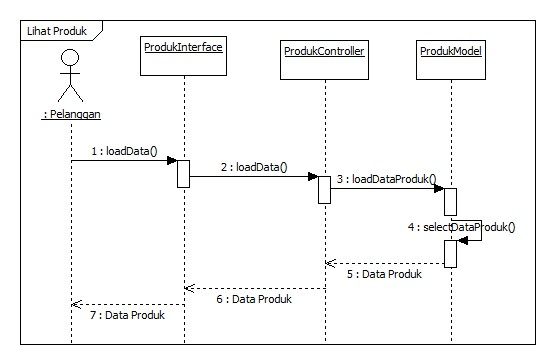 Lihat Produk
ProdukInterface
ProdukController
ProdukModel
: Pelanggan
1 : loadData()
2 : loadData()
3 : loadDataProduk()
4 : selectDataProduk()
5 : Data Produk
6 : Data Produk
7 : Data Produk